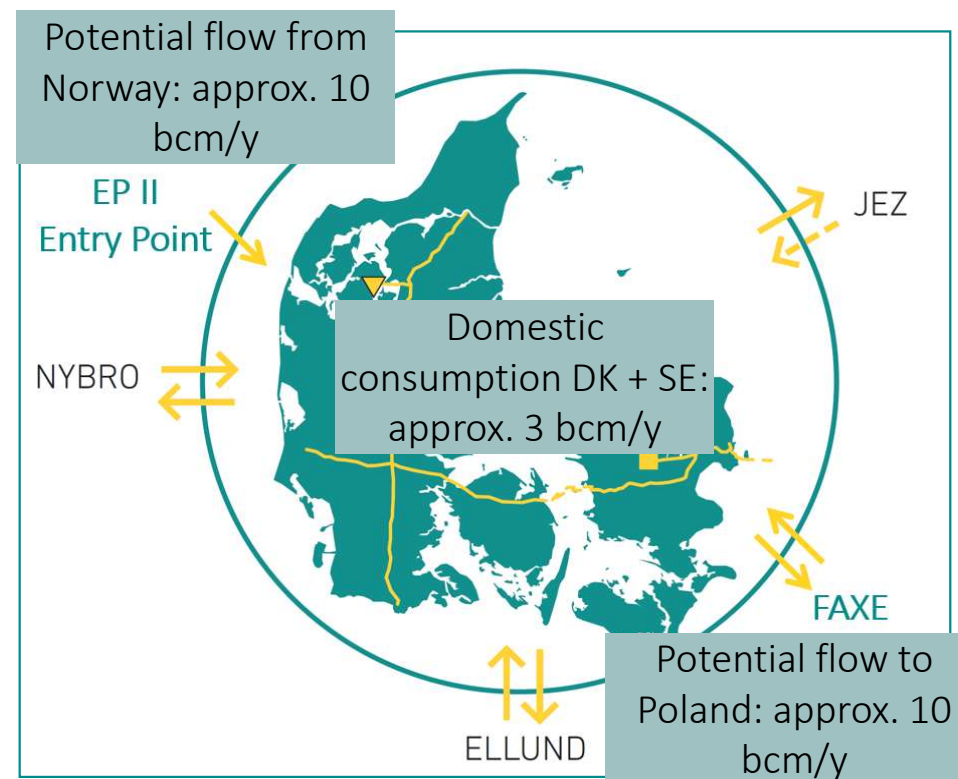 Potential flow from
Norway: approx. 10
bcm/y
EP II
Entry Point
JEZ
Domestic
consumption DK + SE:
approx. 3 bcm/y
NYBRO
FAXE
Potential flow to
Poland: approx. 10
bcm/y
ELLUND